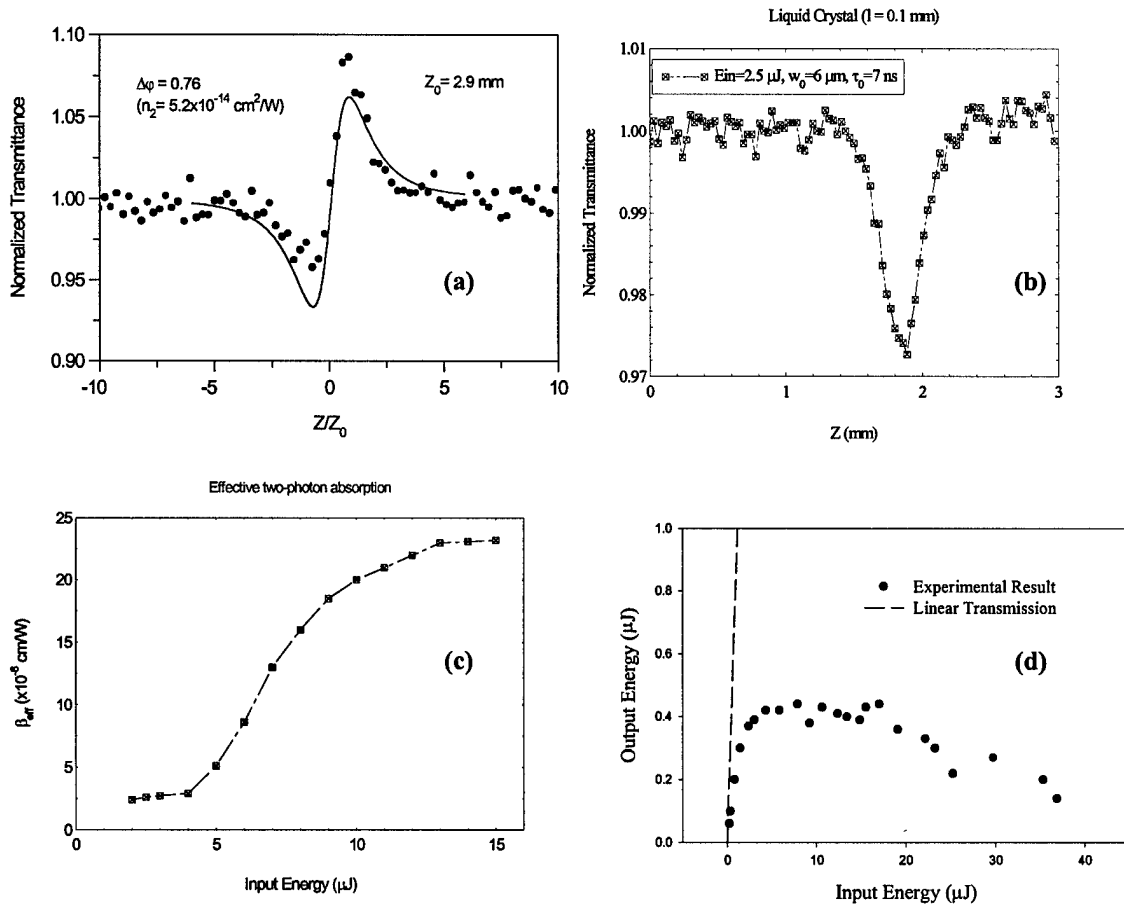 1.10
1.05
1.00
0.95
0.90
-10
-5
0
5
10
Normalized Transmittance
Z/Z0
Δφ = 0.76
(n2= 5.2x10-14 cm2/W)
Z0= 2.9 mm
(a)
Liquid Crystal (l = 0.1 mm)
1.01
1.00
0.99
0.98
0.97
0
1
2
3
Normalized Transmittance
Z (mm)
Ein=2.5 μJ, w0=6 μm, τ0=7 ns
(b)
Effective two-photon absorption
25
20
15
10
5
0
0
5
10
15
βeff (x10-8 cm/W)
Input Energy (μJ)
(c)
1.0
0.8
0.6
0.4
0.2
0.0
0
10
20
30
40
Output Energy (μJ)
Input Energy (μJ)
Experimental Result
Linear Transmission
(d)